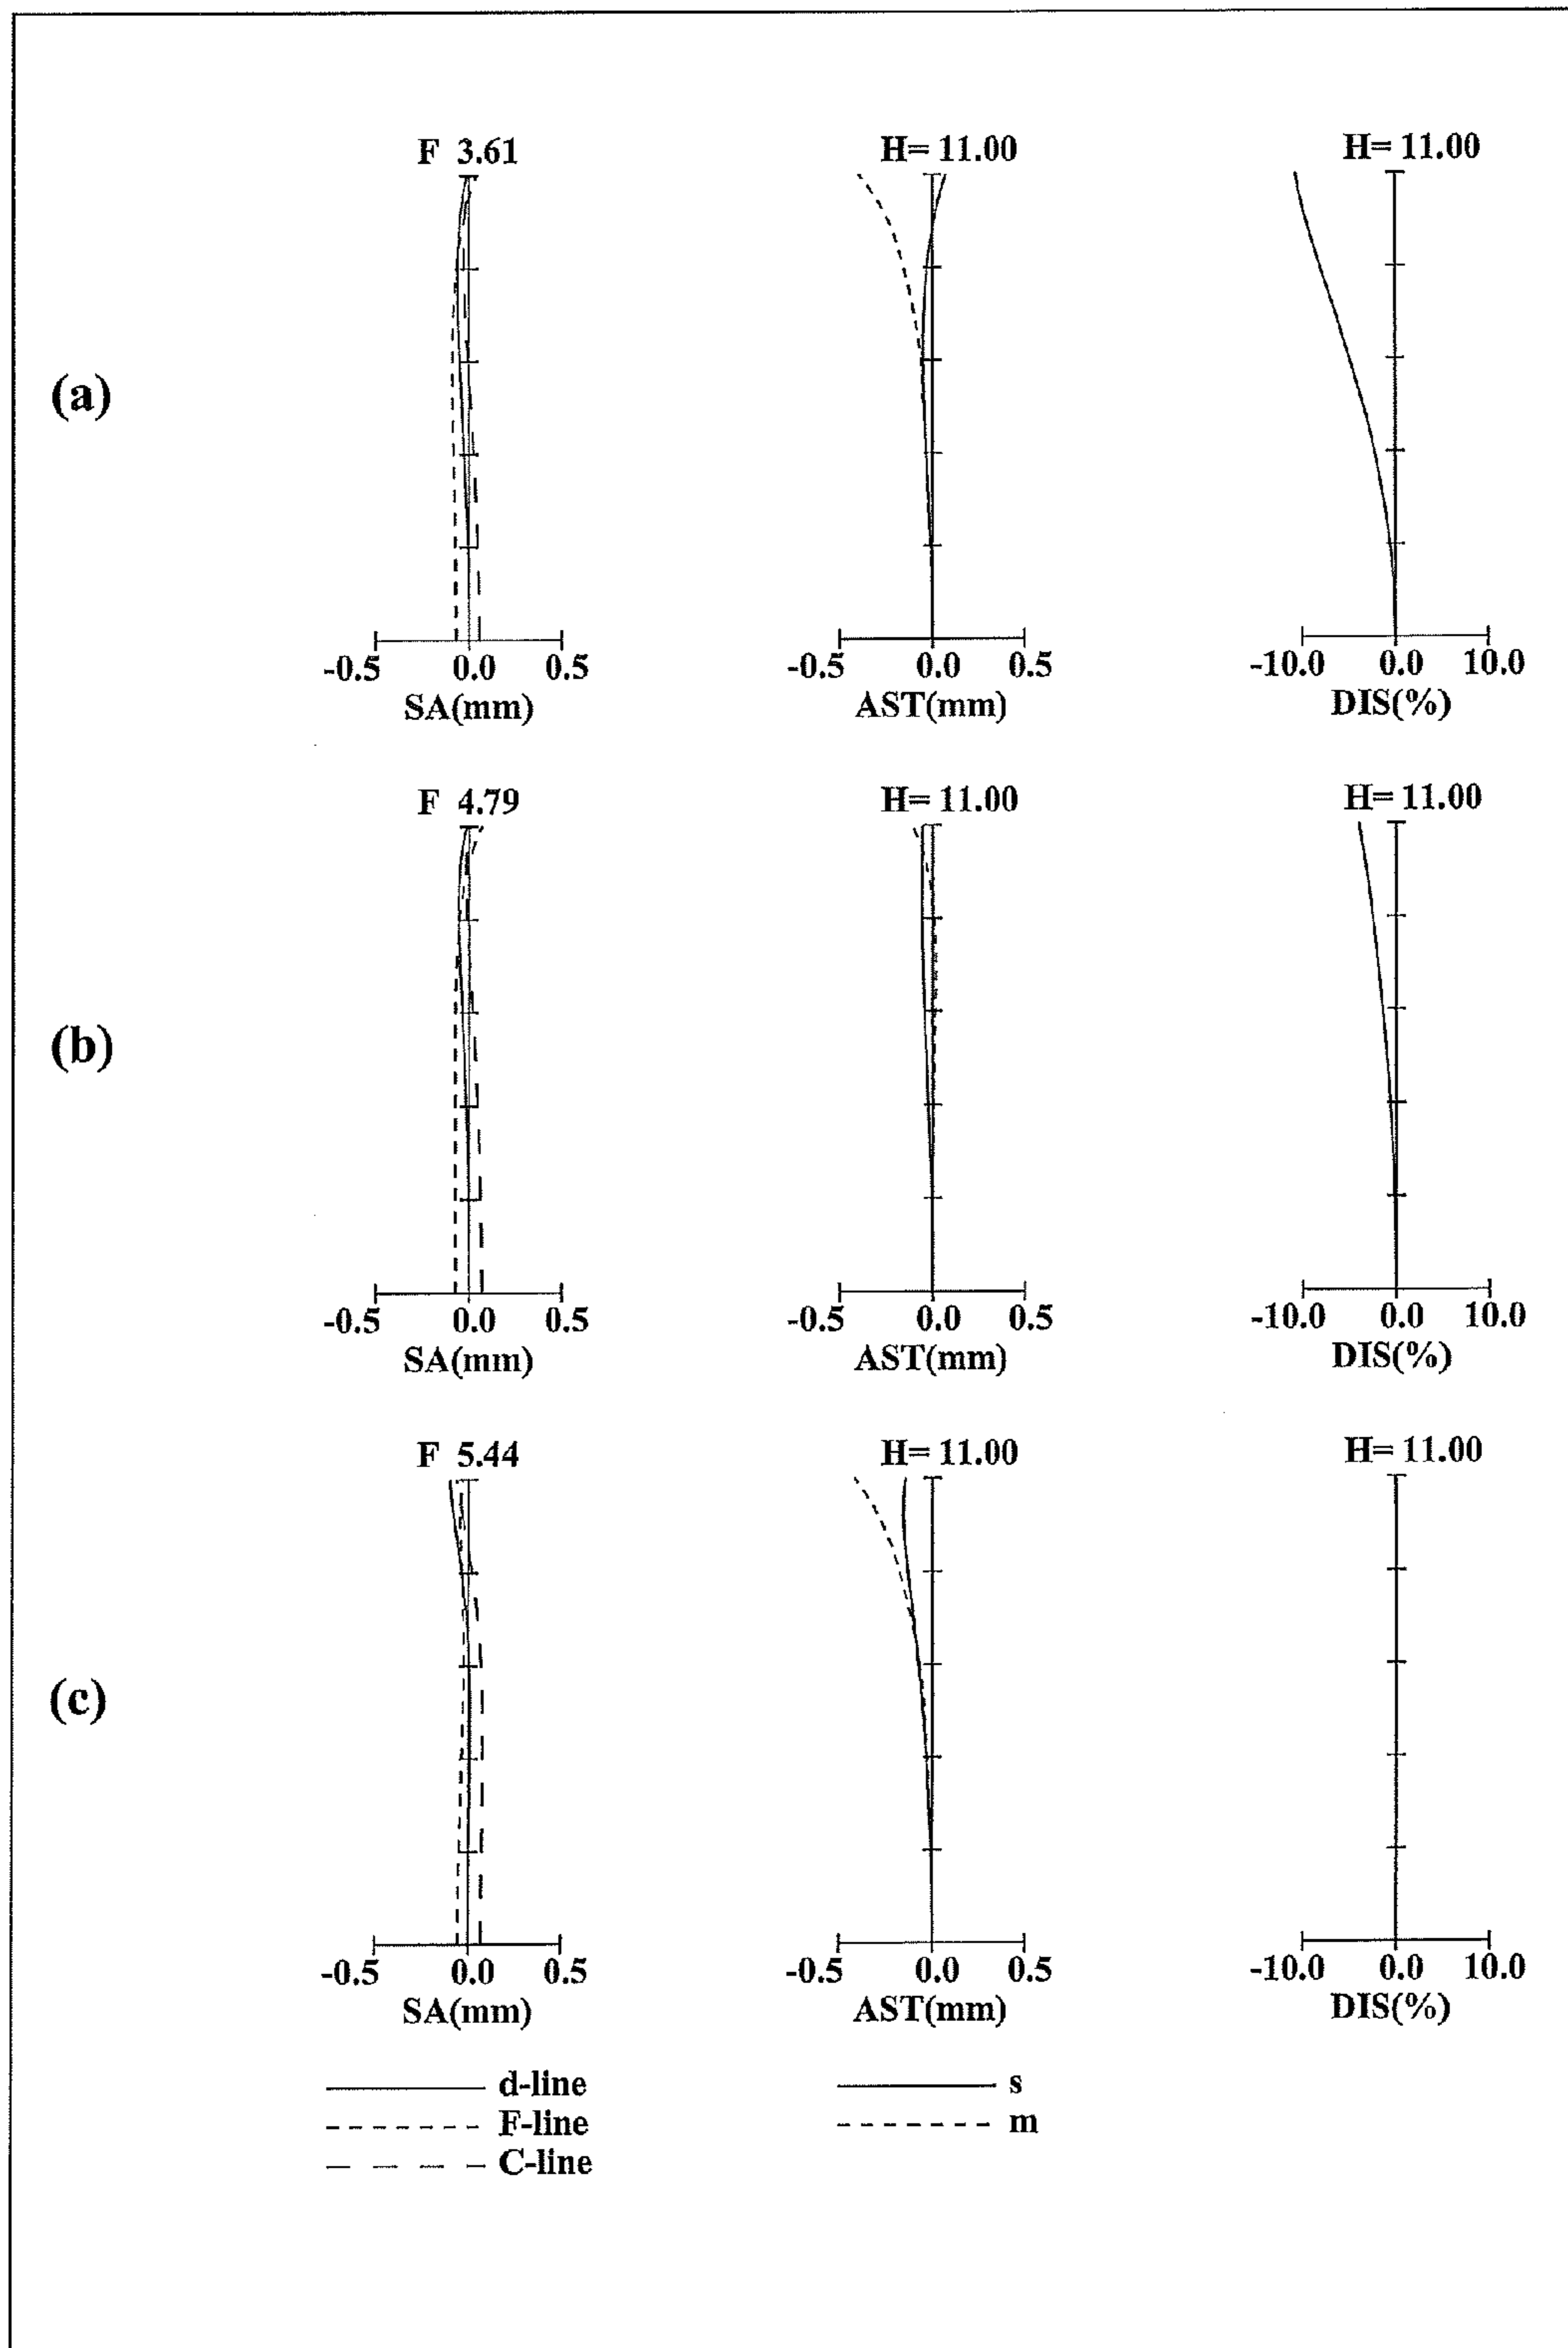 F 3.61
H= 11.00
H= 11.00
(a)
-0.5 0.0 0.5
SA(mm)
-0.5 0.0 0.5
AST(mm)
-10.0 0.0 10.0
DIS(%)
F 4.79
H= 11.00
H= 11.00
(b)
-0.5 0.0 0.5
SA(mm)
-0.5 0.0 0.5
AST(mm)
-10.0 0.0 10.0
DIS(%)
F 5.44
H= 11.00
H= 11.00
(c)
-0.5 0.0 0.5
SA(mm)
-0.5 0.0 0.5
AST(mm)
-10.0 0.0 10.0
DIS(%)
d-line
F-line
C-line
s
m